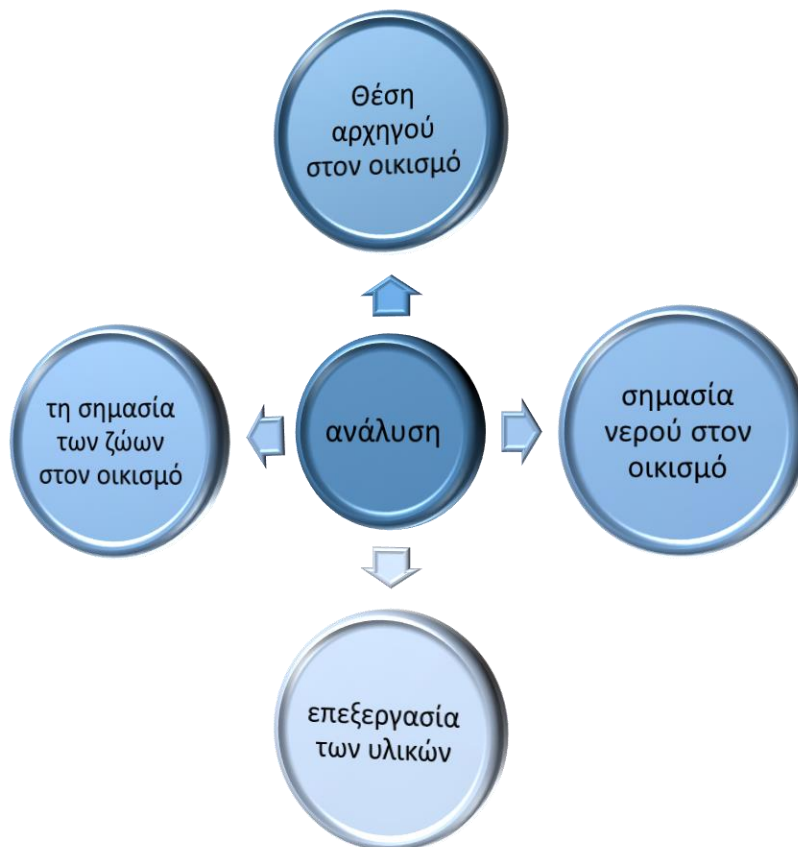 Θέση
αρχηγού
στον οικισμό
τη σημασία
των ζώων
στον οικισμό
ανάλυση
σημασία
νερού στον
οικισμό
επεξεργασία
των υλικών